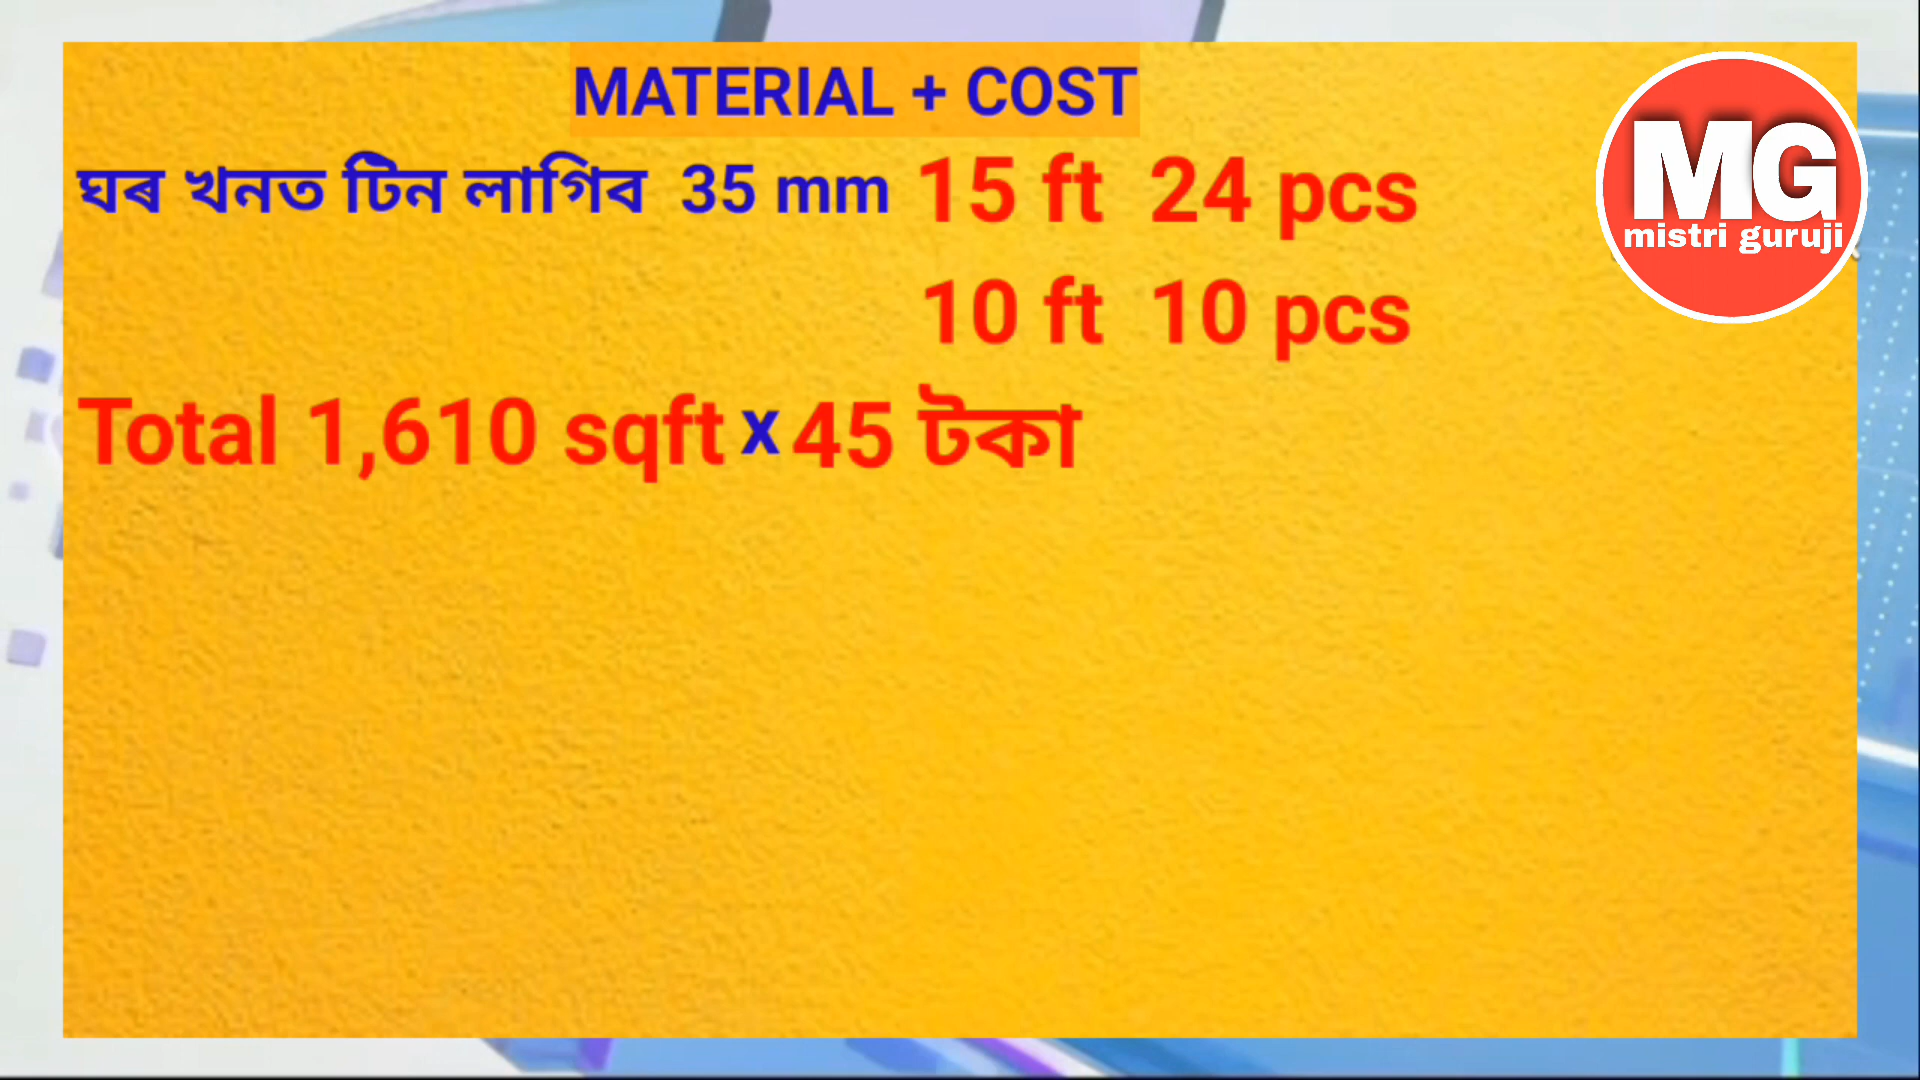 MATERIAL + COST
ঘৰ খনত টিন লাগিব 35 mm 15 ft 24 pcs
10 ft 10 pcs
Total 1,610 sqft x 45 টকা
MG
mistri guruji